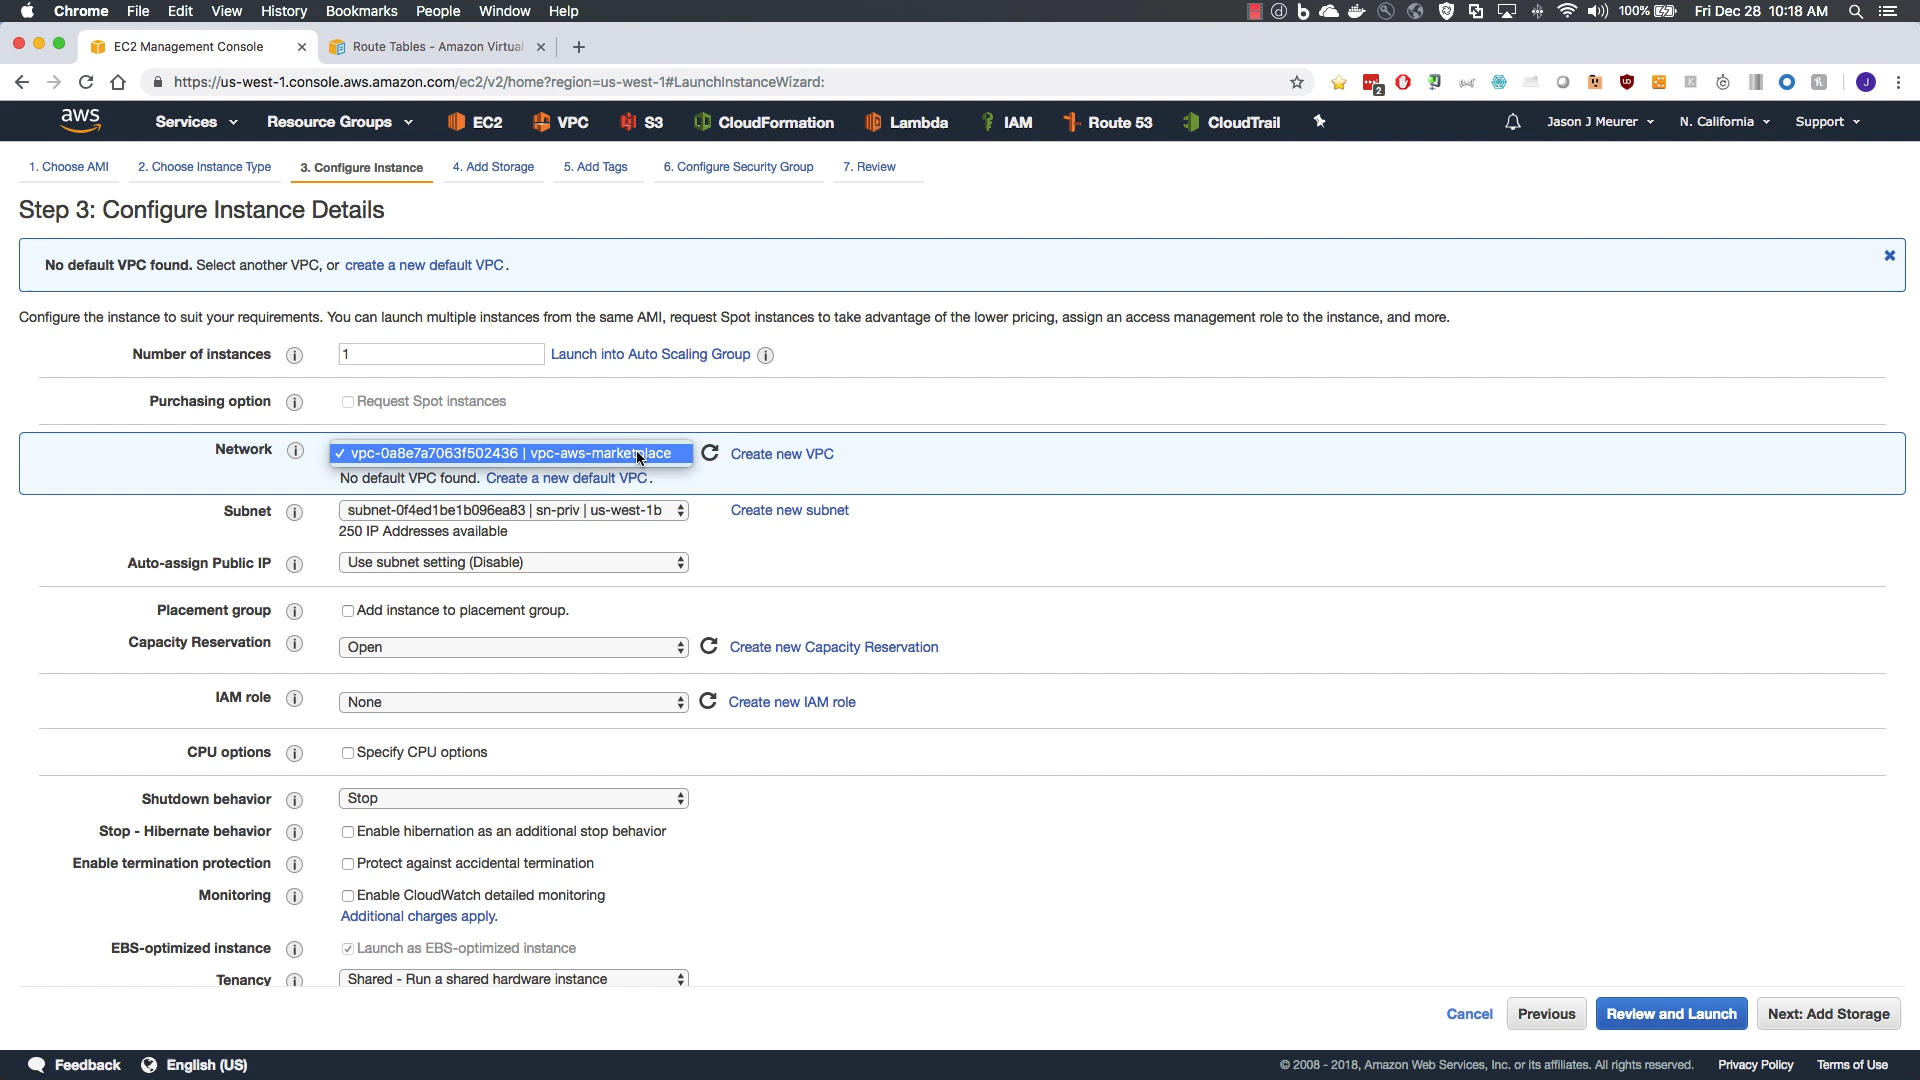 Chrome File Edit View History Bookmarks People Window Help
100% Fri Dec 28 10:18 AM
EC2 Management Console
Route Tables - Amazon Virtual
https://us-west-1.console.aws.amazon.com/ec2/v2/home?region=us-west-1#LaunchInstanceWizard:
2
J
aws Services Resource Groups EC2 VPC S3 CloudFormation Lambda IAM Route 53 CloudTrail Jason J Meurer N. California Support
1. Choose AMI 2. Choose Instance Type 3. Configure Instance 4. Add Storage 5. Add Tags 6. Configure Security Group 7. Review
Step 3: Configure Instance Details
No default VPC found. Select another VPC, or create a new default VPC.
Configure the instance to suit your requirements. You can launch multiple instances from the same AMI, request Spot instances to take advantage of the lower pricing, assign an access management role to the instance, and more.
Number of instances 1 Launch into Auto Scaling Group
Purchasing option Request Spot instances
Network vpc-0a8e7a7063f502436 | vpc-aws-marketplace Create new VPC
No default VPC found. Create a new default VPC.
Subnet subnet-0f4ed1be1b096ea83 | sn-priv | us-west-1b Create new subnet
250 IP Addresses available
Auto-assign Public IP Use subnet setting (Disable)
Placement group Add instance to placement group.
Capacity Reservation Open Create new Capacity Reservation
IAM role None Create new IAM role
CPU options Specify CPU options
Shutdown behavior Stop
Stop - Hibernate behavior Enable hibernation as an additional stop behavior
Enable termination protection Protect against accidental termination
Monitoring Enable CloudWatch detailed monitoring
Additional charges apply.
EBS-optimized instance Launch as EBS-optimized instance
Tenancy Shared - Run a shared hardware instance
Cancel Previous Review and Launch Next: Add Storage
Feedback English (US) © 2008 - 2018, Amazon Web Services, Inc. or its affiliates. All rights reserved. Privacy Policy Terms of Use